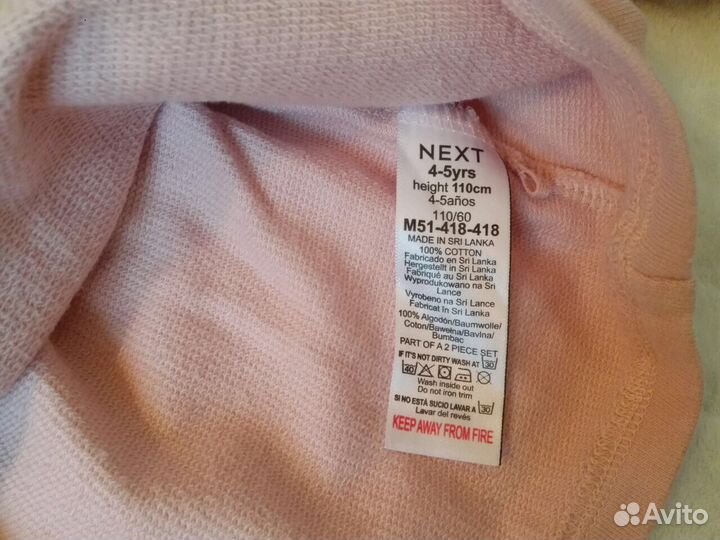 NEXT
4-5yrs
height 110cm
4-5años
110/60
M51-418-418
MADE IN SRI LANKA
100% COTTON
Fabricado en Sri Lanka
Hergestellt in Sri Lanka
Fabriqué au Sri Lanka
Wyprodukowano na Sri
Lance
Vyrobeno na Srí Lance
Fabricat în Sri Lanka
100% Algodón/Baumwolle/
Coton/Bawełna/Bavlna/
Bumbac
PART OF A 2 PIECE SET
IF IT'S NOT DIRTY WASH AT 30
40
Wash inside out
Do not iron trim
SI NO ESTÁ SUCIO LAVAR A 30
Lavar del revés
KEEP AWAY FROM FIRE
Avito